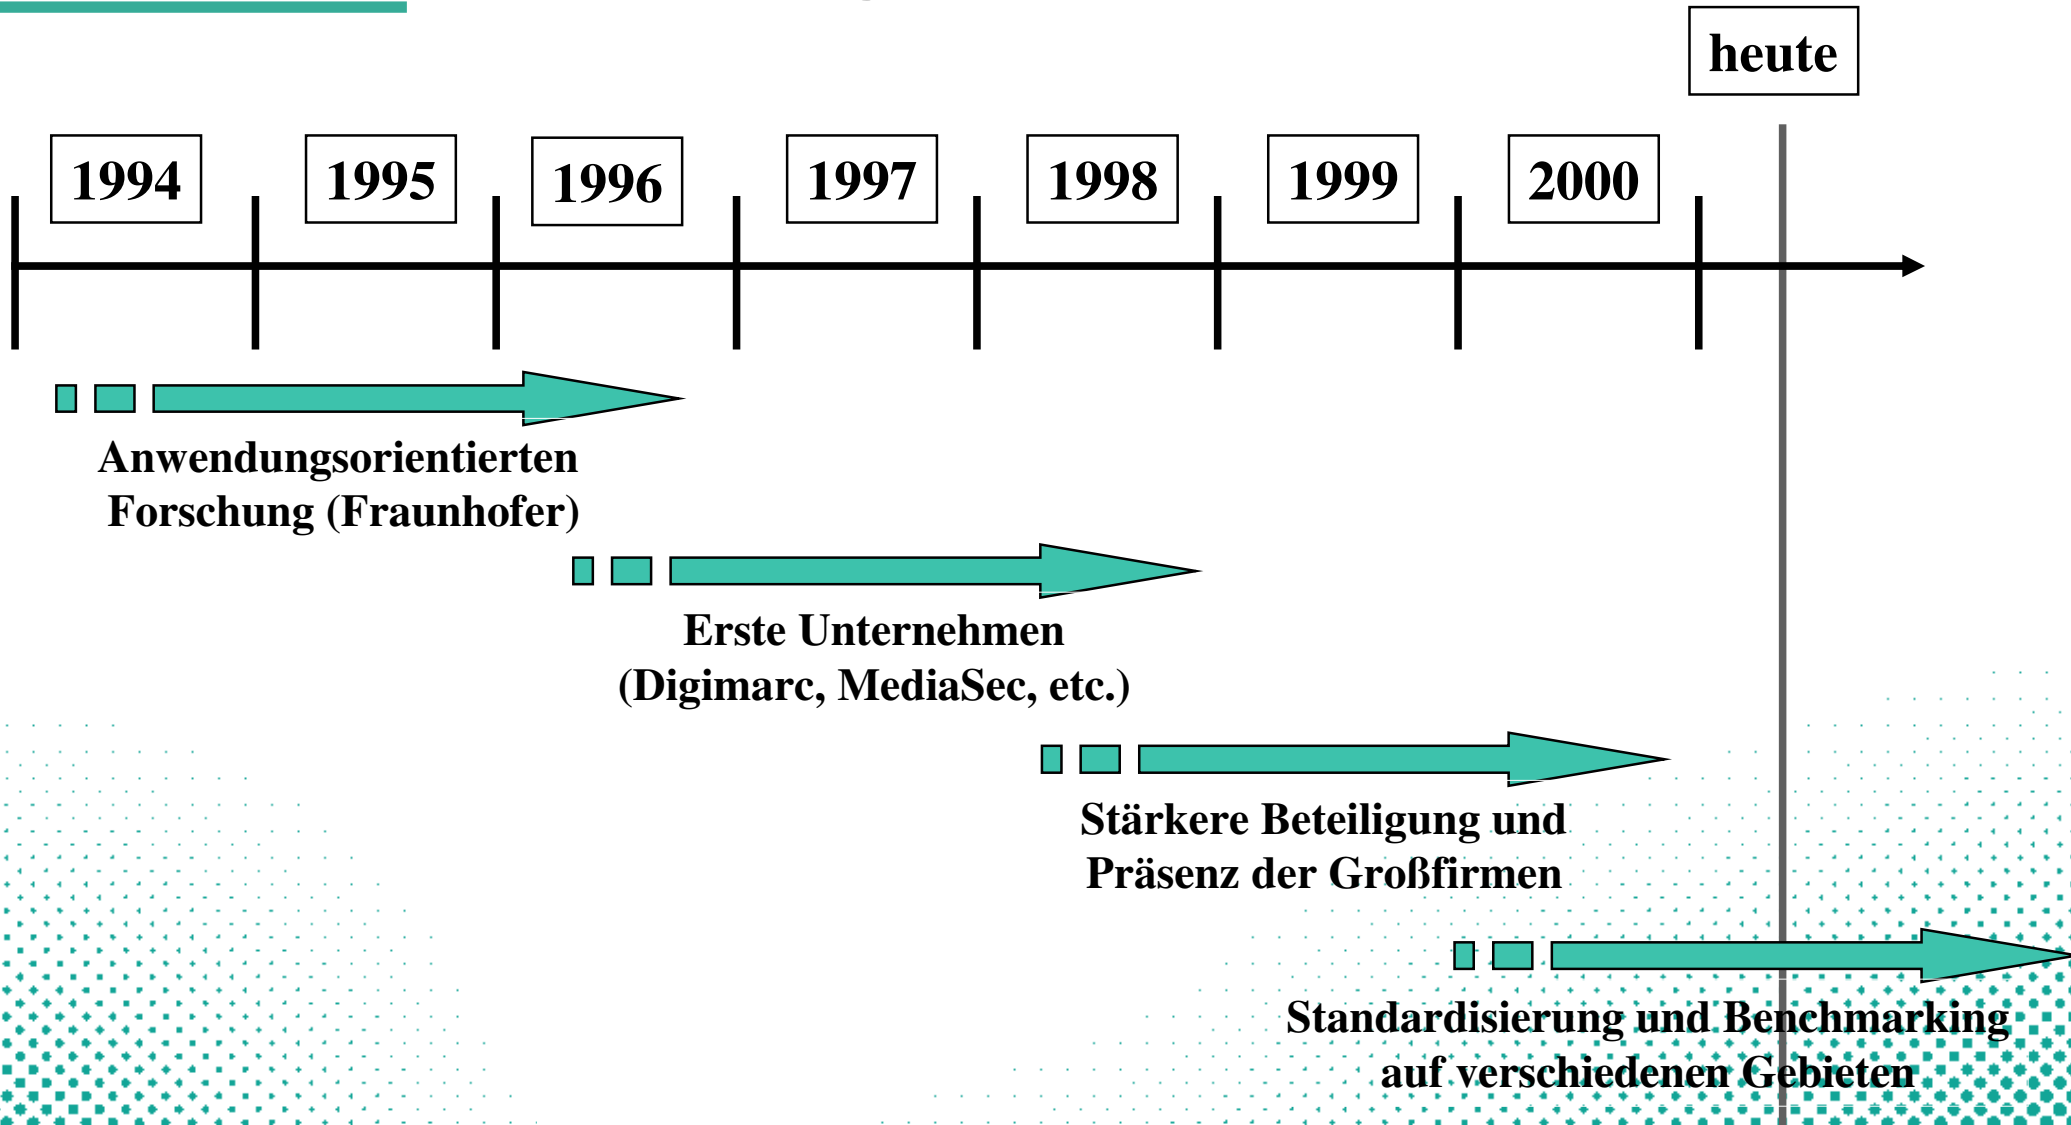 heute
1994
1995
1996
1997
1998
1999
2000
Anwendungsorientierten
Forschung (Fraunhofer)
Erste Unternehmen
(Digimarc, MediaSec, etc.)
Stärkere Beteiligung und
Präsenz der Großfirmen
Standardisierung und Benchmarking
auf verschiedenen Gebieten